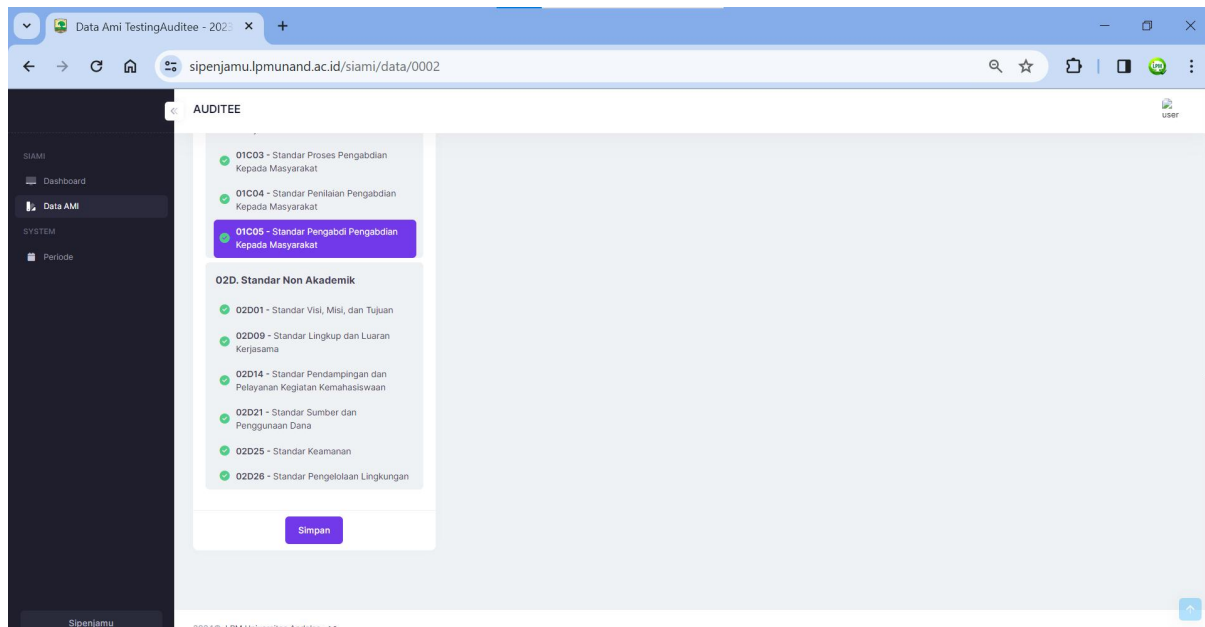 Data Ami TestingAuditee - 2023
sipenjamu.lpmunand.ac.id/siami/data/0002
AUDITEE
user
SIAMI
Dashboard
Data AMI
SYSTEM
Periode
01C03 - Standar Proses Pengabdian
Kepada Masyarakat
01C04 - Standar Penilaian Pengabdian
Kepada Masyarakat
01C05 - Standar Pengabdi Pengabdian
Kepada Masyarakat
02D. Standar Non Akademik
02D01 - Standar Visi, Misi, dan Tujuan
02D09 - Standar Lingkup dan Luaran
Kerjasama
02D14 - Standar Pendampingan dan
Pelayanan Kegiatan Kemahasiswaan
02D21 - Standar Sumber dan
Penggunaan Dana
02D25 - Standar Keamanan
02D26 - Standar Pengelolaan Lingkungan
Simpan
Sipenjamu